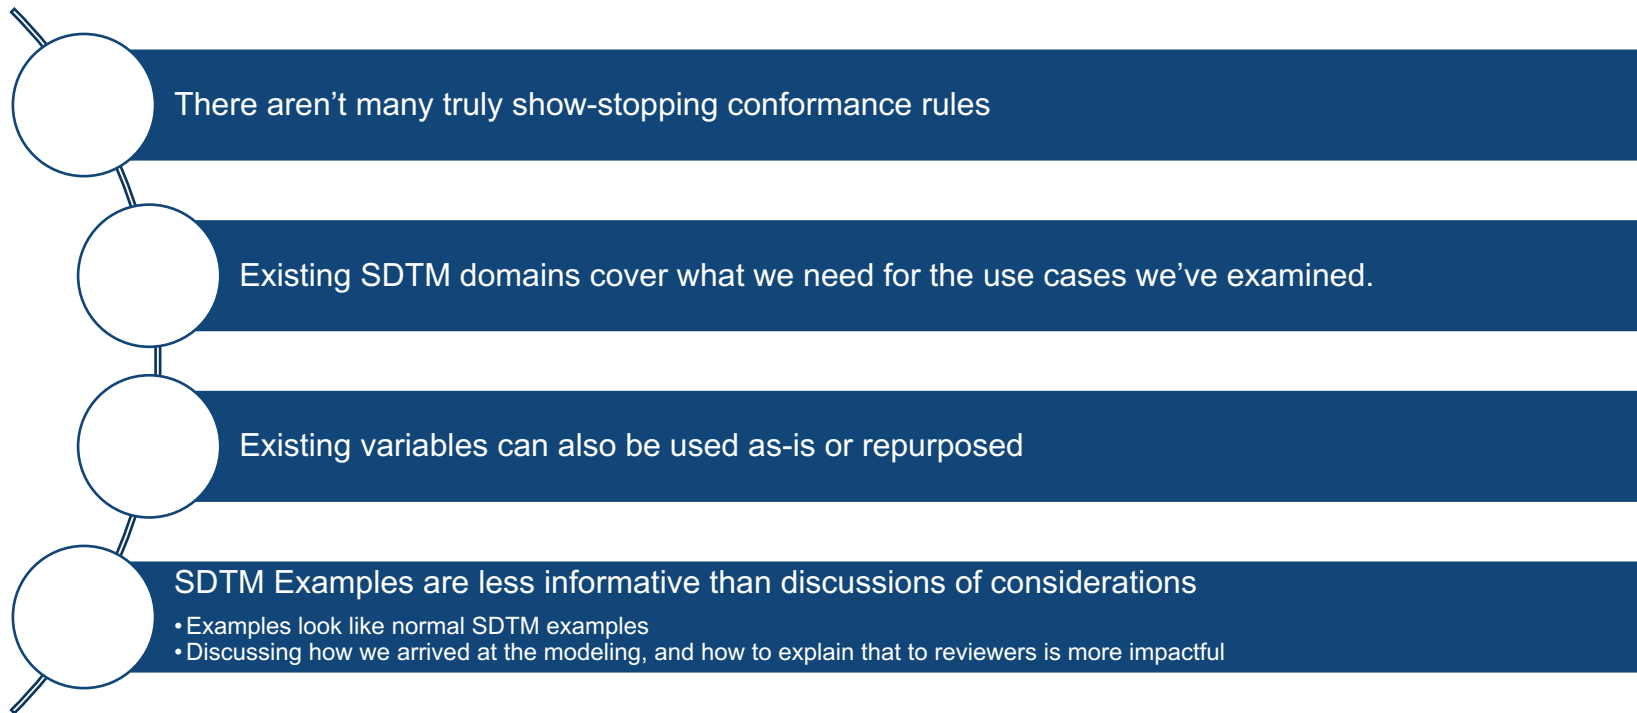 There aren’t many truly show-stopping conformance rules
Existing SDTM domains cover what we need for the use cases we’ve examined.
Existing variables can also be used as-is or repurposed
SDTM Examples are less informative than discussions of considerations
• Examples look like normal SDTM examples
• Discussing how we arrived at the modeling, and how to explain that to reviewers is more impactful